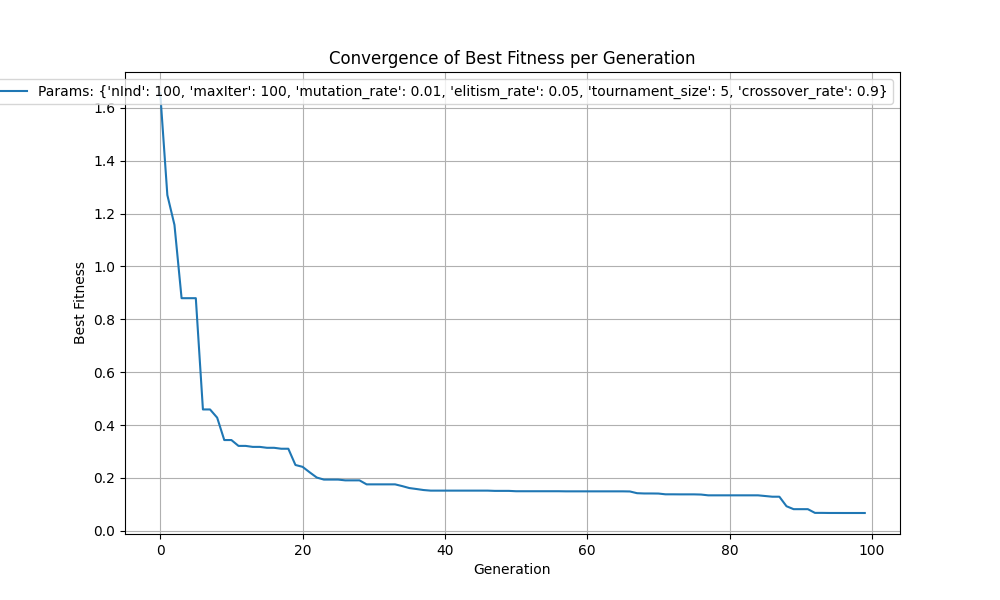 Convergence of Best Fitness per Generation
Params: {'nInd': 100, 'maxIter': 100, 'mutation_rate': 0.01, 'elitism_rate': 0.05, 'tournament_size': 5, 'crossover_rate': 0.9}
1.6
1.4
1.2
1.0
0.8
0.6
0.4
0.2
0.0
Best Fitness
0 20 40 60 80 100
Generation